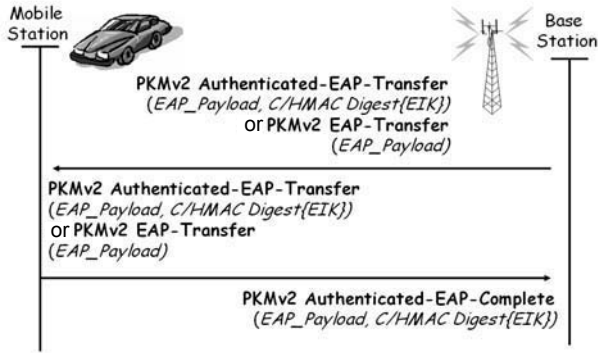 Mobile
Station
Base
Station
PKMv2 Authenticated-EAP-Transfer
(EAP_Payload, C/HMAC Digest{EIK})
or PKMv2 EAP-Transfer
(EAP_Payload)
PKMv2 Authenticated-EAP-Transfer
(EAP_Payload, C/HMAC Digest{EIK})
or PKMv2 EAP-Transfer
(EAP_Payload)
PKMv2 Authenticated-EAP-Complete
(EAP_Payload, C/HMAC Digest{EIK})